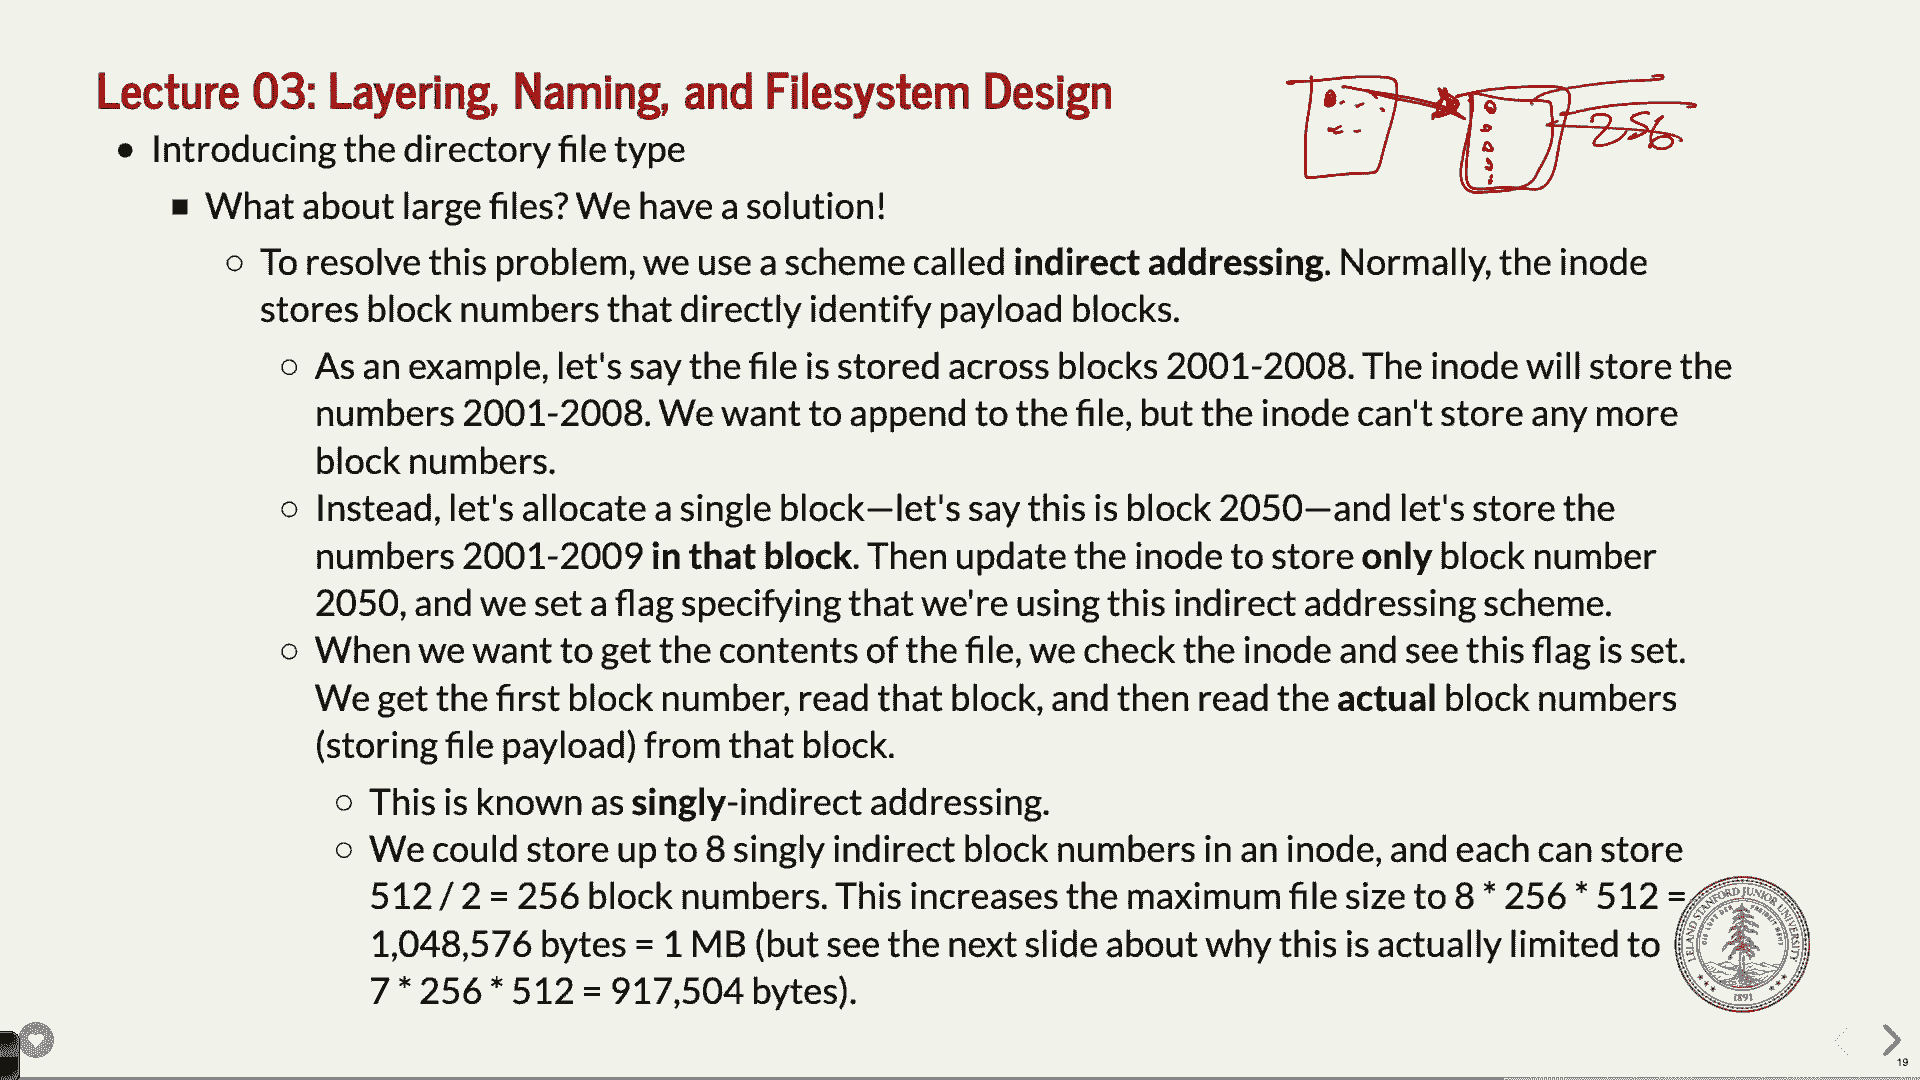 Lecture 03: Layering, Naming, and Filesystem Design
256
● Introducing the directory file type
■ What about large files? We have a solution!
○ To resolve this problem, we use a scheme called indirect addressing. Normally, the inode
stores block numbers that directly identify payload blocks.
○ As an example, let's say the file is stored across blocks 2001-2008. The inode will store the
numbers 2001-2008. We want to append to the file, but the inode can't store any more
block numbers.
○ Instead, let's allocate a single block—let's say this is block 2050—and let's store the
numbers 2001-2009 in that block. Then update the inode to store only block number
2050, and we set a flag specifying that we're using this indirect addressing scheme.
○ When we want to get the contents of the file, we check the inode and see this flag is set.
We get the first block number, read that block, and then read the actual block numbers
(storing file payload) from that block.
○ This is known as singly-indirect addressing.
○ We could store up to 8 singly indirect block numbers in an inode, and each can store
512 / 2 = 256 block numbers. This increases the maximum file size to 8 * 256 * 512 =
1,048,576 bytes = 1 MB (but see the next slide about why this is actually limited to
7 * 256 * 512 = 917,504 bytes).
LELAND STANFORD JUNIOR UNIVERSITY
1891
19